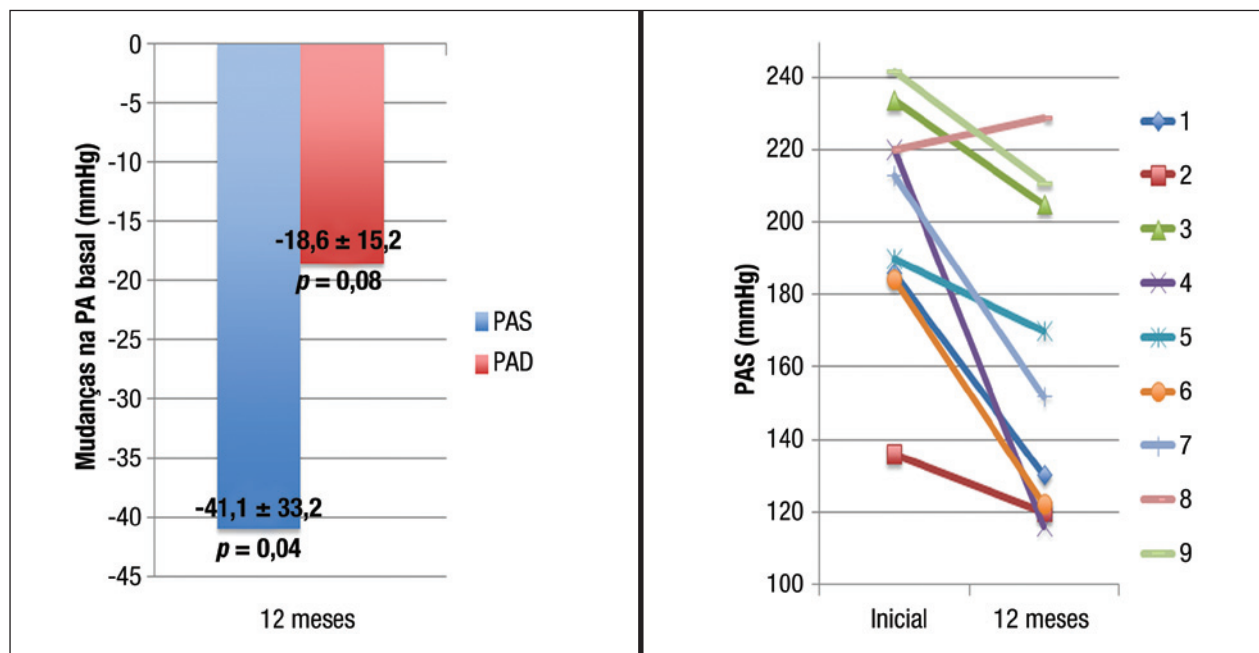 0
-5
-10
-15
-20
-25
-30
-35
-40
-45
Mudanças na PA basal (mmHg)
-18,6 ± 15,2
p = 0,08
-41,1 ± 33,2
p = 0,04
12 meses
PAS
PAD
240
220
200
180
160
140
120
100
PAS (mmHg)
Inicial
12 meses
1
2
3
4
5
6
7
8
9